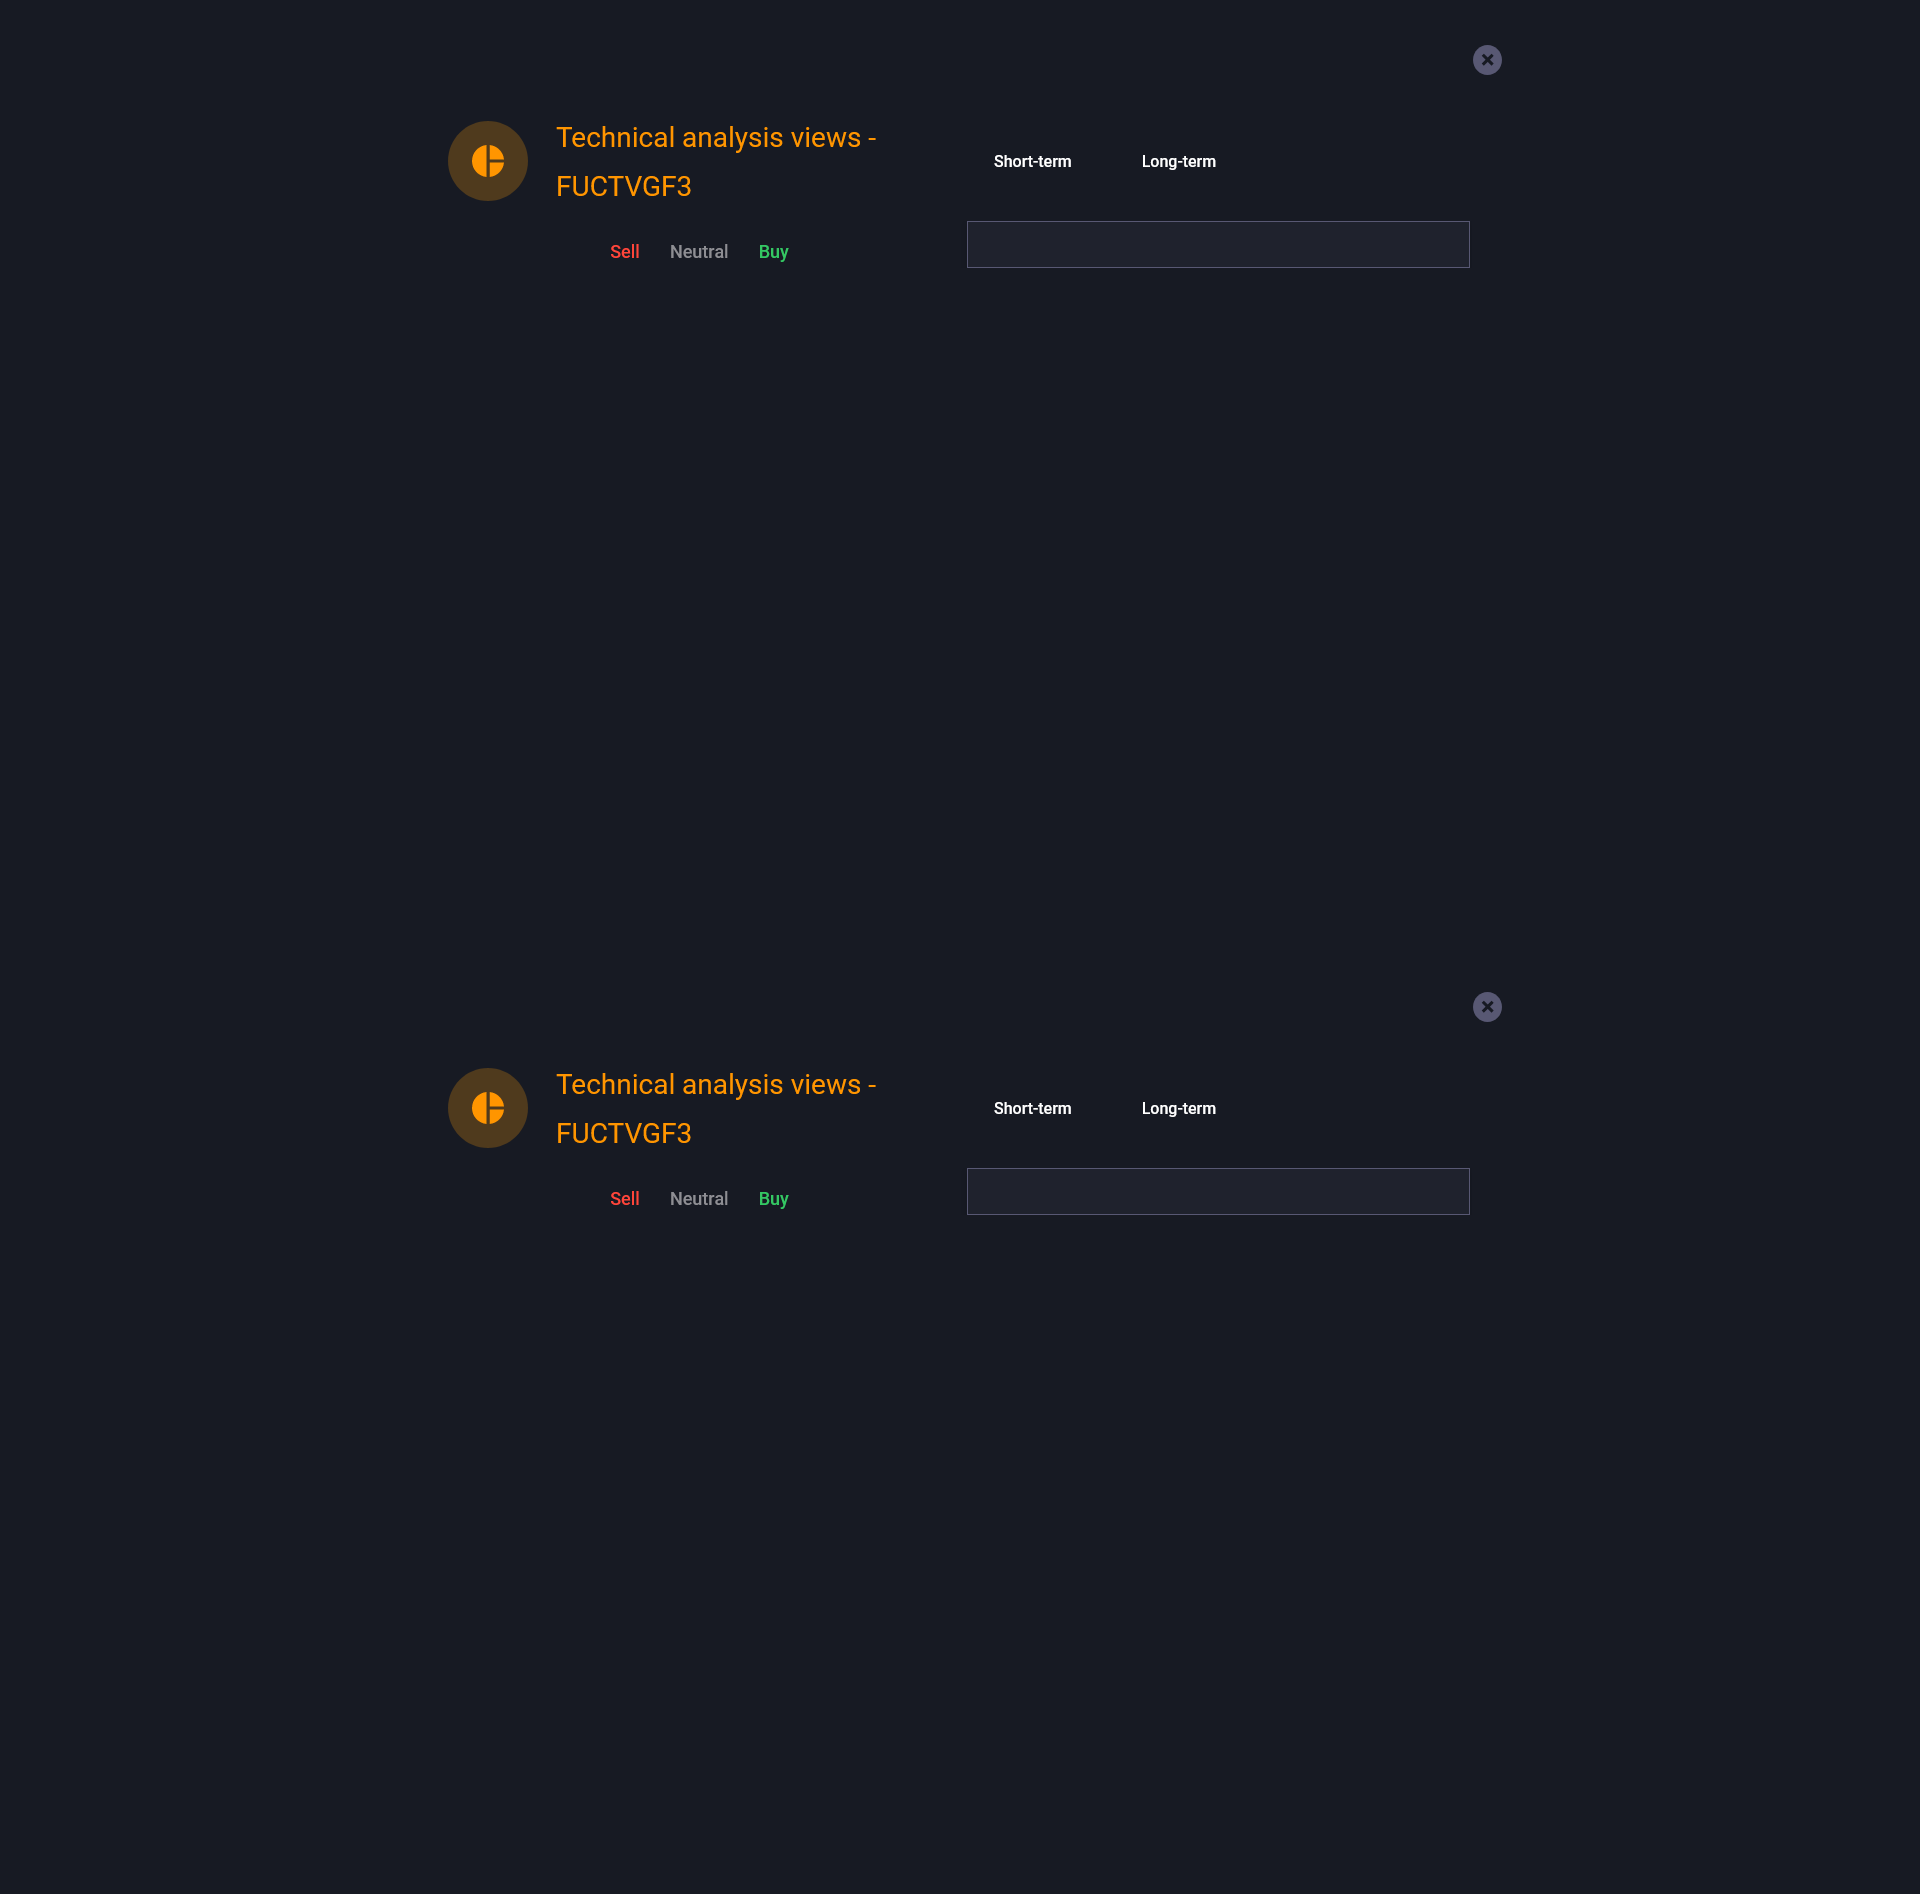 Technical analysis views -
FUCTVGF3
Short-term Long-term
Sell Neutral Buy
Technical analysis views -
FUCTVGF3
Short-term Long-term
Sell Neutral Buy